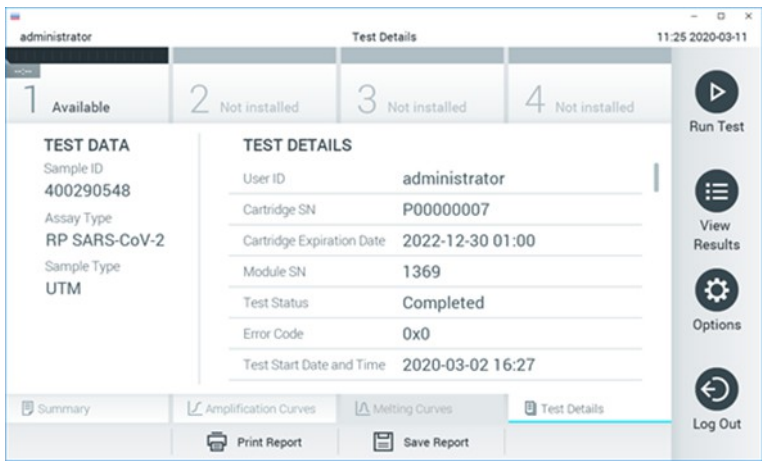 administrator
Test Details
11:25 2020-03-11
1 Available
2 Not installed
3 Not installed
4 Not installed
Run Test
View
Results
Options
Log Out
TEST DATA
Sample ID
400290548
Assay Type
RP SARS-CoV-2
Sample Type
UTM
TEST DETAILS
User ID administrator
Cartridge SN P00000007
Cartridge Expiration Date 2022-12-30 01:00
Module SN 1369
Test Status Completed
Error Code 0x0
Test Start Date and Time 2020-03-02 16:27
Summary
Amplification Curves
Melting Curves
Test Details
Print Report
Save Report